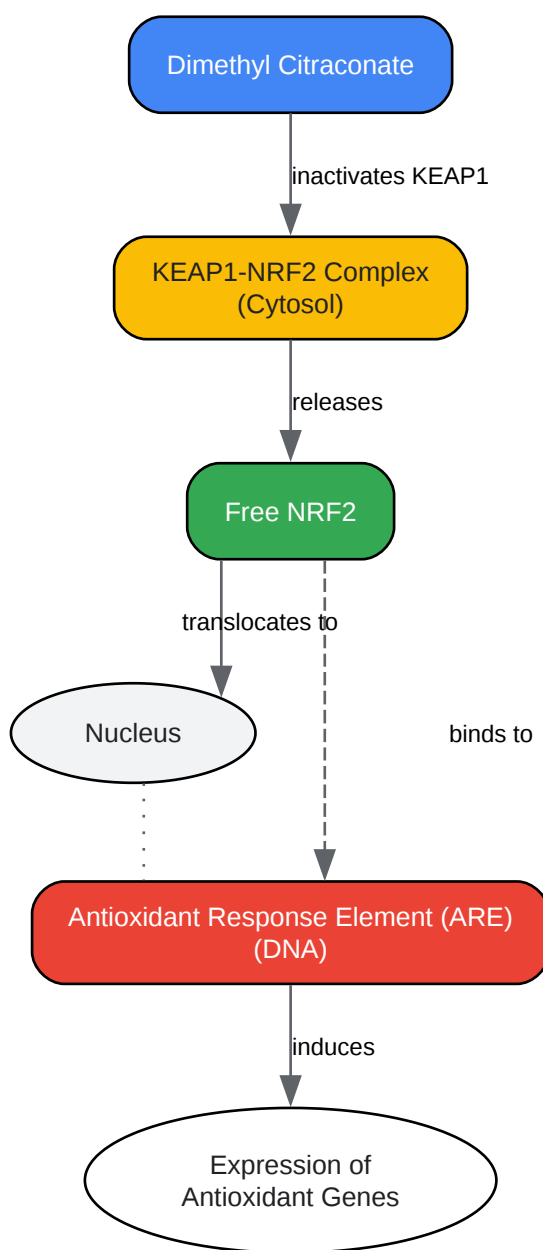 Dimethyl Citraconate
inactivates KEAP1
KEAP1-NRF2 Complex
(Cytosol)
releases
Free NRF2
translocates to
Nucleus
binds to
Antioxidant Response Element (ARE)
(DNA)
induces
Expression of
Antioxidant Genes